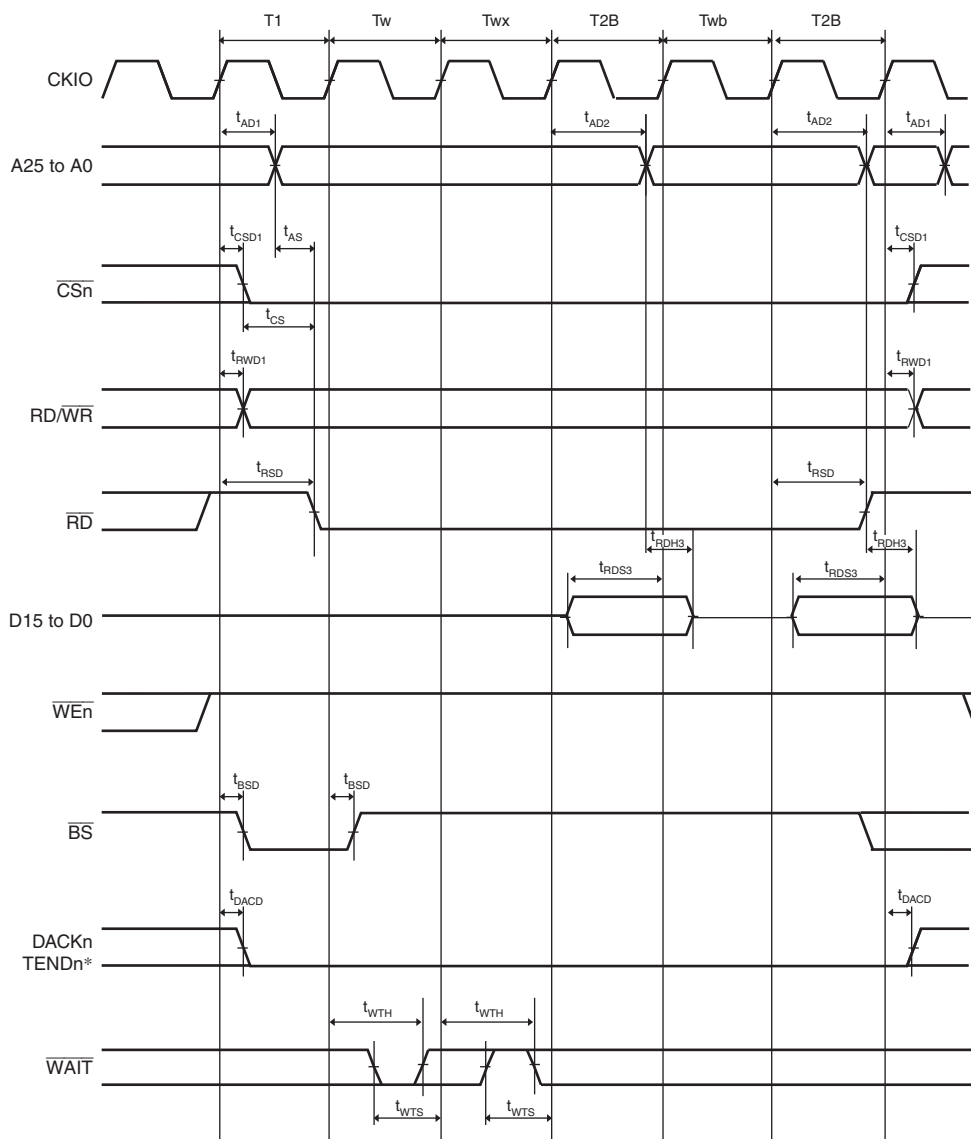 T1 Tw Twx T2B Twb T2B
CKIO
tAD1 tAD2 tAD2 tAD1
A25 to A0
tCSD1 tAS tCSD1
CSn
tCS
tRWD1 tRWD1
RD/WR
tRSD tRSD
RD
tRDH3 tRDH3
tRDS3 tRDS3
D15 to D0
WEn
tBSD tBSD
BS
tDACD tDACD
DACKn
TENDn*
tWTH tWTH
WAIT
tWTS tWTS